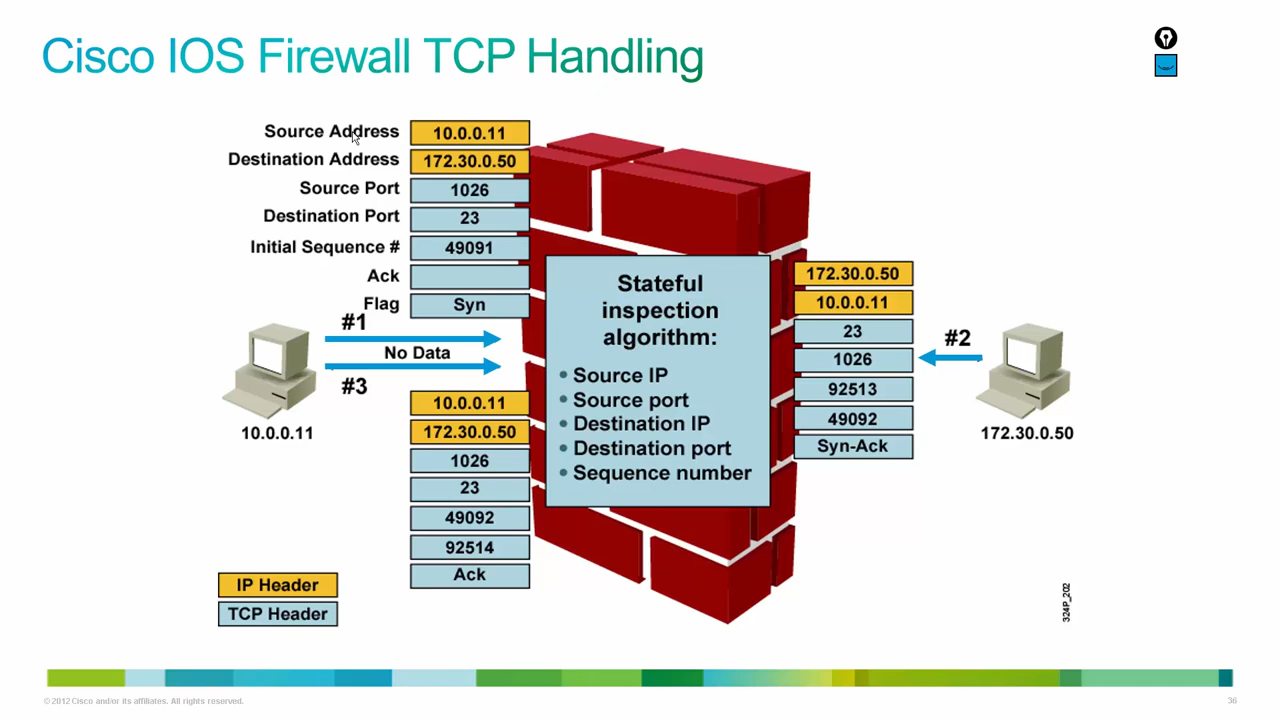 Cisco IOS Firewall TCP Handling
Source Address 10.0.0.11
Destination Address 172.30.0.50
Source Port 1026
Destination Port 23
Initial Sequence # 49091
Ack
Flag Syn
#1
No Data
#3
10.0.0.11
10.0.0.11
172.30.0.50
1026
23
49092
92514
Ack
Stateful
inspection
algorithm:
• Source IP
• Source port
• Destination IP
• Destination port
• Sequence number
172.30.0.50
10.0.0.11
23
1026
92513
49092
Syn-Ack
#2
172.30.0.50
IP Header
TCP Header
324P_202
© 2012 Cisco and/or its affiliates. All rights reserved.
36